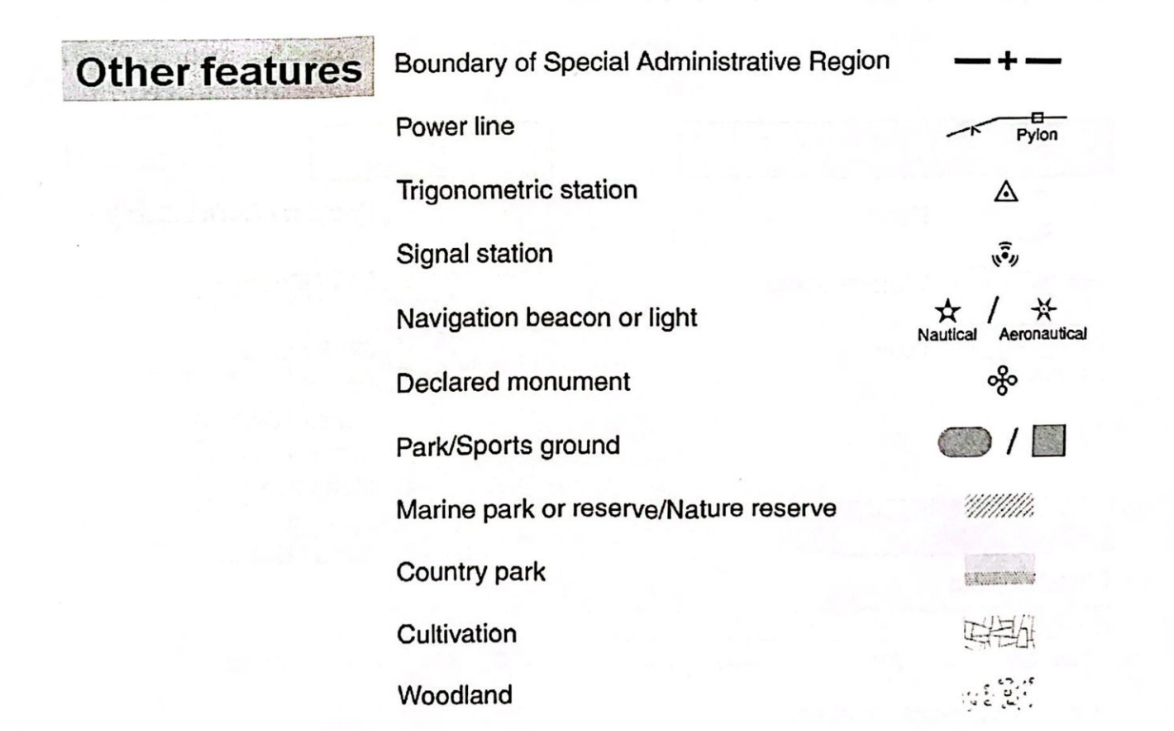 Other features
Boundary of Special Administrative Region
Power line
Pylon
Trigonometric station
Signal station
Navigation beacon or light
/
Nautical Aeronautical
Declared monument
Park/Sports ground
/
Marine park or reserve/Nature reserve
Country park
Cultivation
Woodland